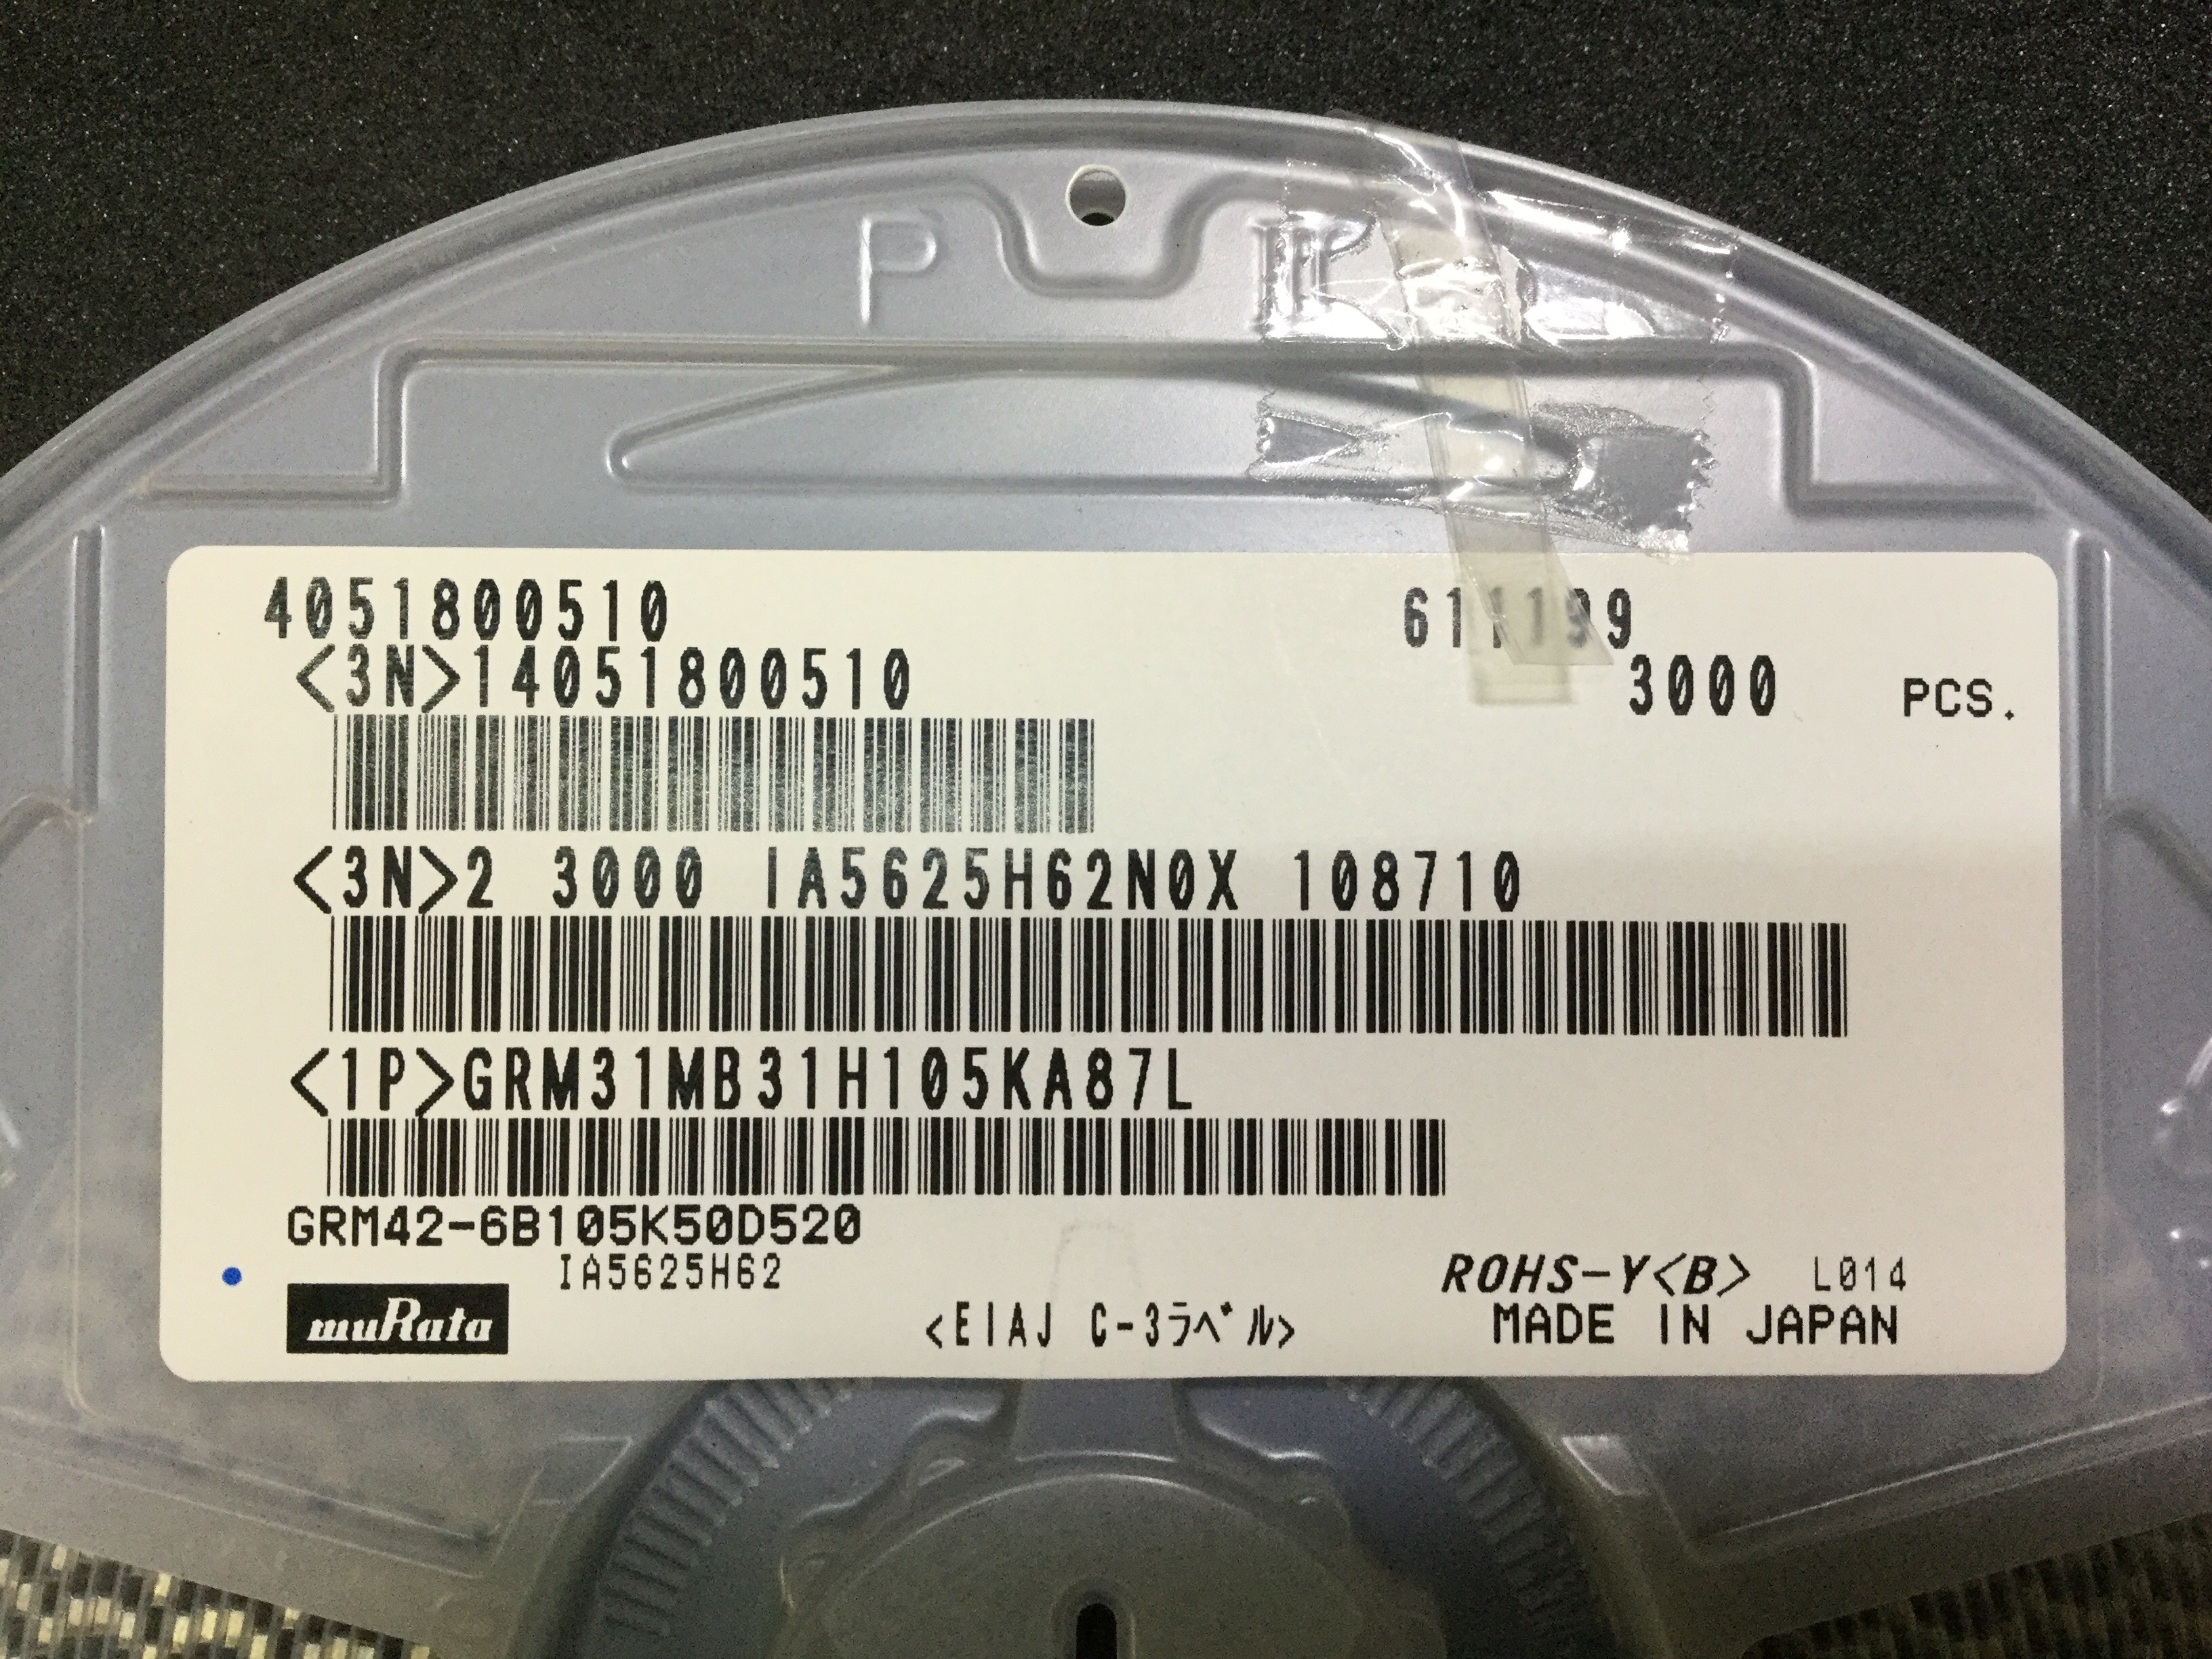 P
4051800510 611199
<3N>14051800510 3000 PCS.
<3N>2 3000 IA5625H62N0X 108710
<1P>GRM31MB31H105KA87L
GRM42-6B105K50D520
IA5625H62 ROHS-Y<B> L014
muRata <EIAJ C-3ラベル> MADE IN JAPAN